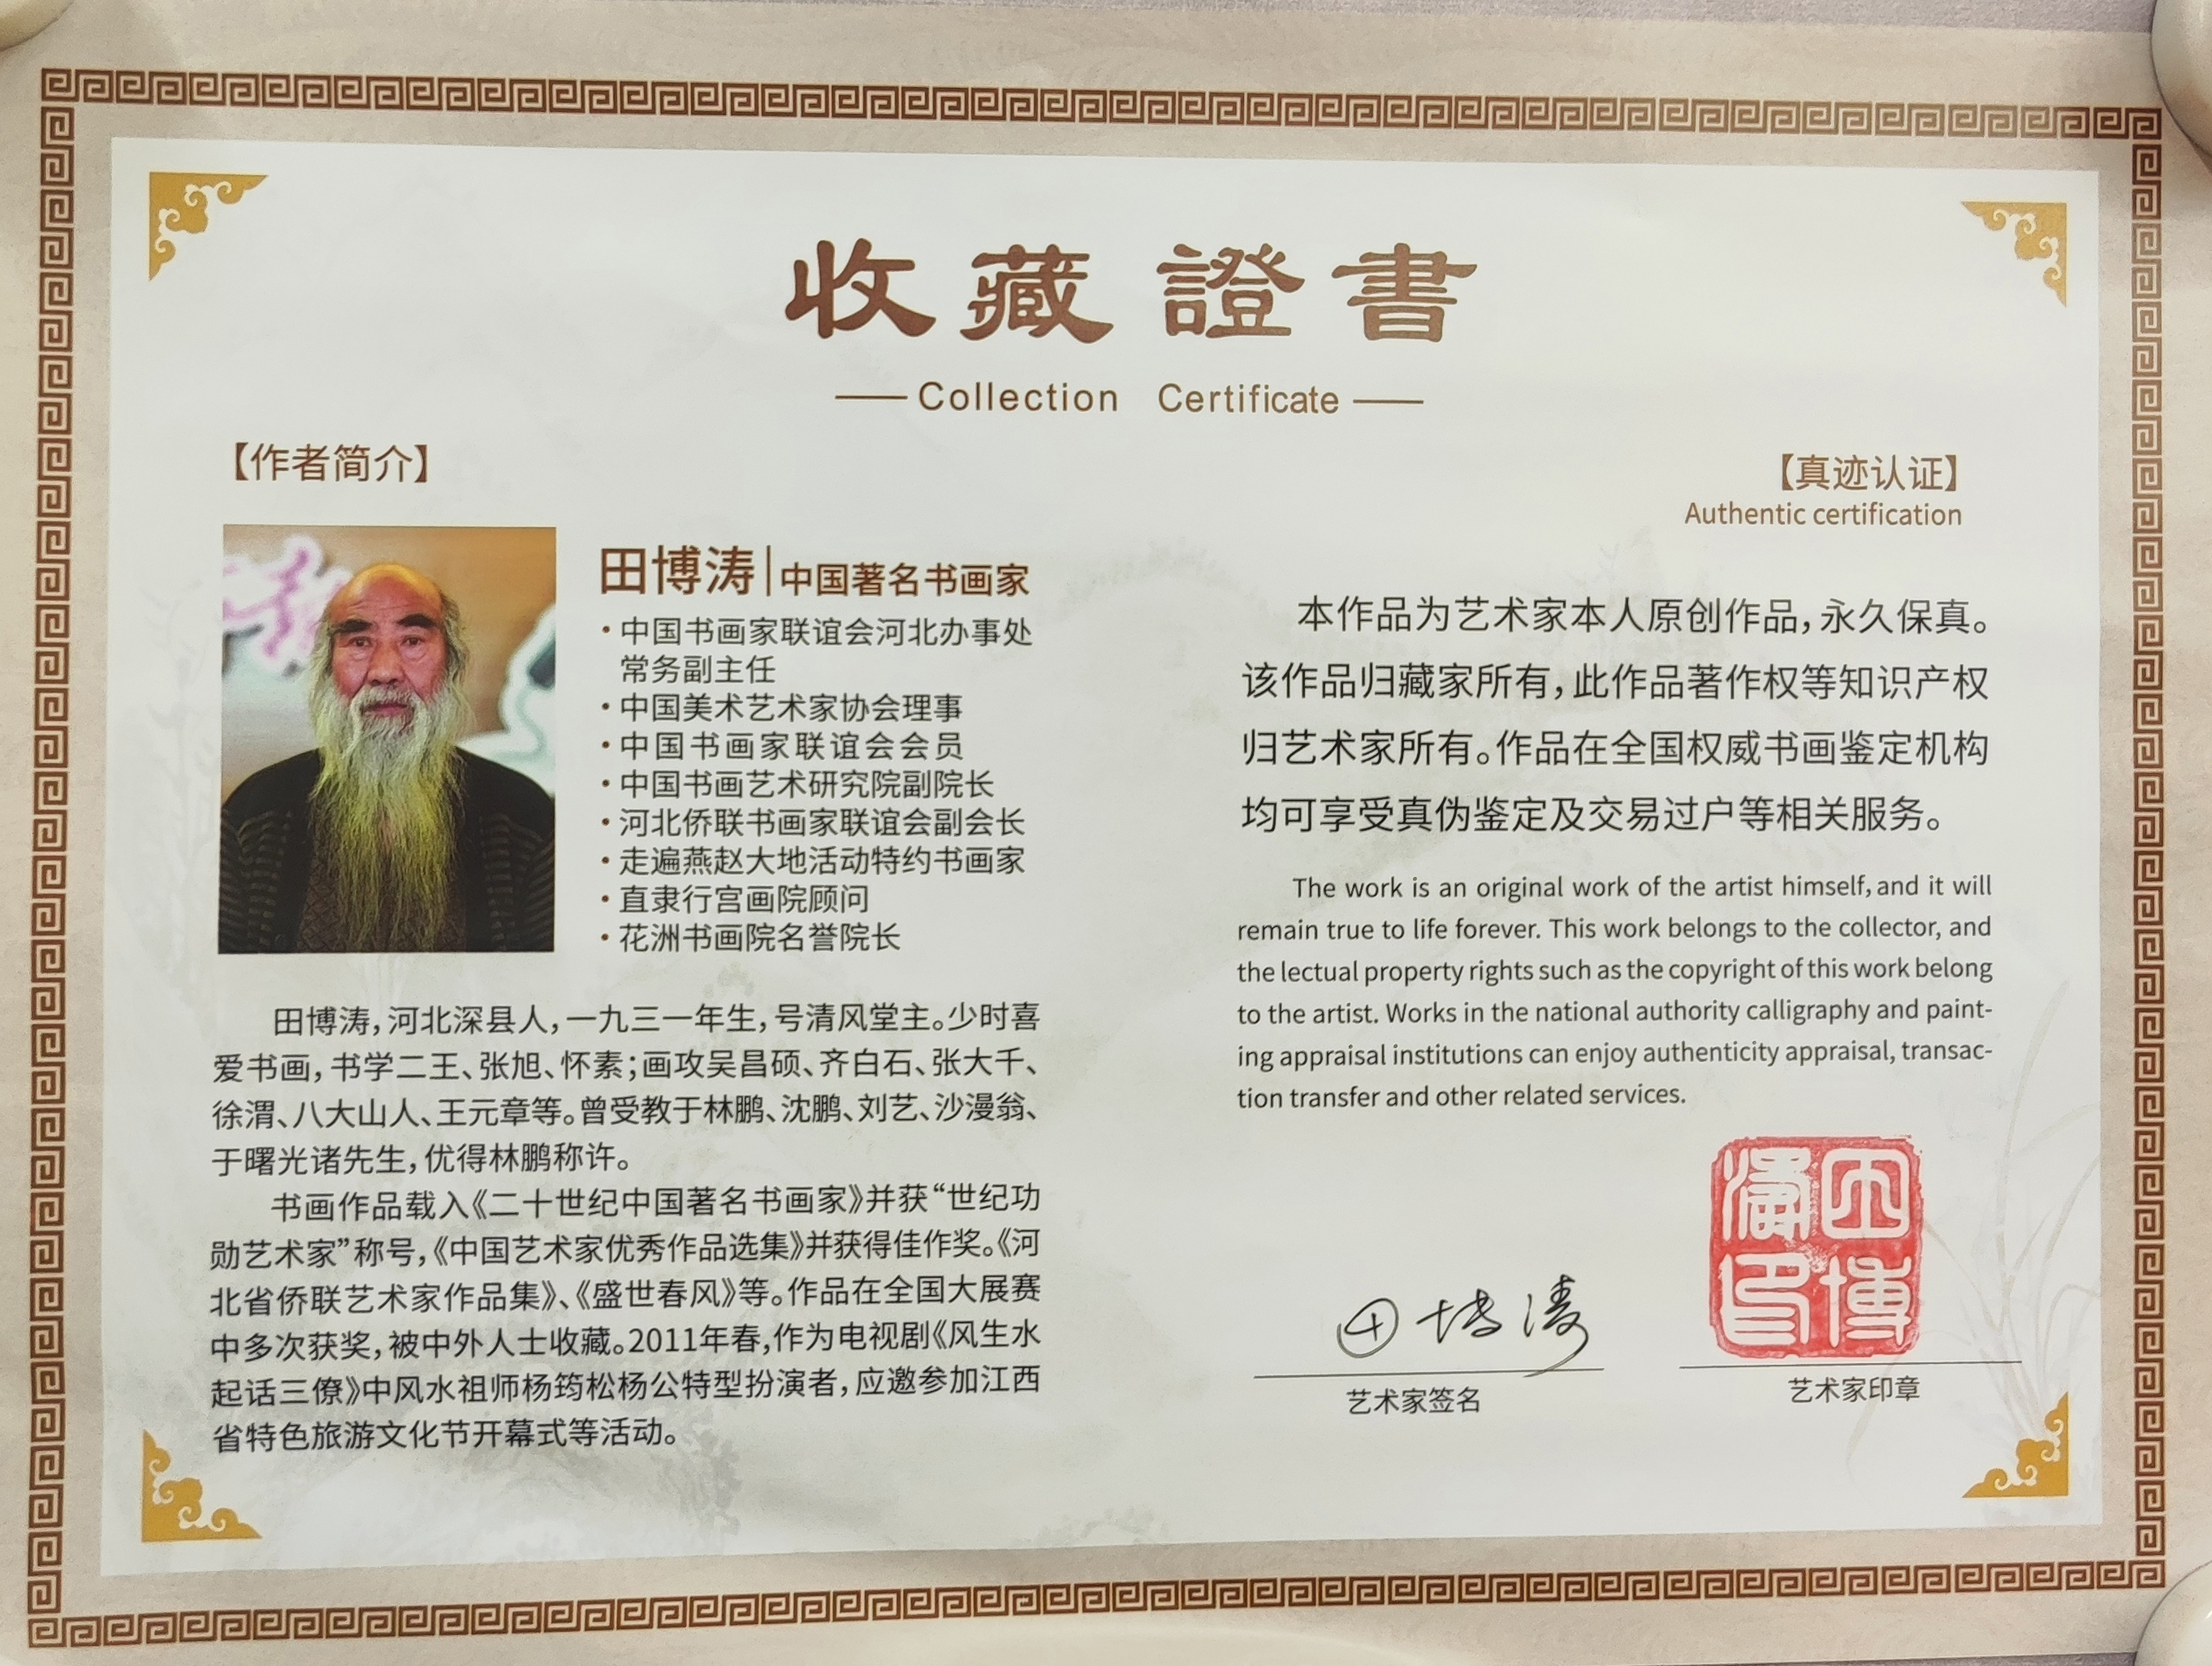 收藏證書
Collection Certificate
【作者简介】
田博涛|中国著名书画家
·中国书画家联谊会河北办事处
常务副主任
·中国美术艺术家协会理事
·中国书画家联谊会会员
·中国书画艺术研究院副院长
·河北侨联书画家联谊会副会长
·走遍燕赵大地活动特约书画家
·直隶行宫画院顾问
·花洲书画院名誉院长
田博涛，河北深县人，一九三一年生，号清风堂主。少时喜
爱书画，书学二王、张旭、怀素；画攻吴昌硕、齐白石、张大千、
徐渭、八大山人、王元章等。曾受教于林鹏、沈鹏、刘艺、沙漫翁、
于曙光诸先生，优得林鹏称许。
书画作品载入《二十世纪中国著名书画家》并获“世纪功
勋艺术家”称号，《中国艺术家优秀作品选集》并获得佳作奖。《河
北省侨联艺术家作品集》、《盛世春风》等。作品在全国大展赛
中多次获奖，被中外人士收藏。2011年春，作为电视剧《风生水
起话三僚》中风水祖师杨筠松杨公特型扮演者，应邀参加江西
省特色旅游文化节开幕式等活动。
【真迹认证】
Authentic certification
本作品为艺术家本人原创作品，永久保真。
该作品归藏家所有，此作品著作权等知识产权
归艺术家所有。作品在全国权威书画鉴定机构
均可享受真伪鉴定及交易过户等相关服务。
The work is an original work of the artist himself, and it will
remain true to life forever. This work belongs to the collector, and
the lectual property rights such as the copyright of this work belong
to the artist. Works in the national authority calligraphy and paint-
ing appraisal institutions can enjoy authenticity appraisal, transac-
tion transfer and other related services.
田博涛
艺术家签名
田博
涛印
艺术家印章